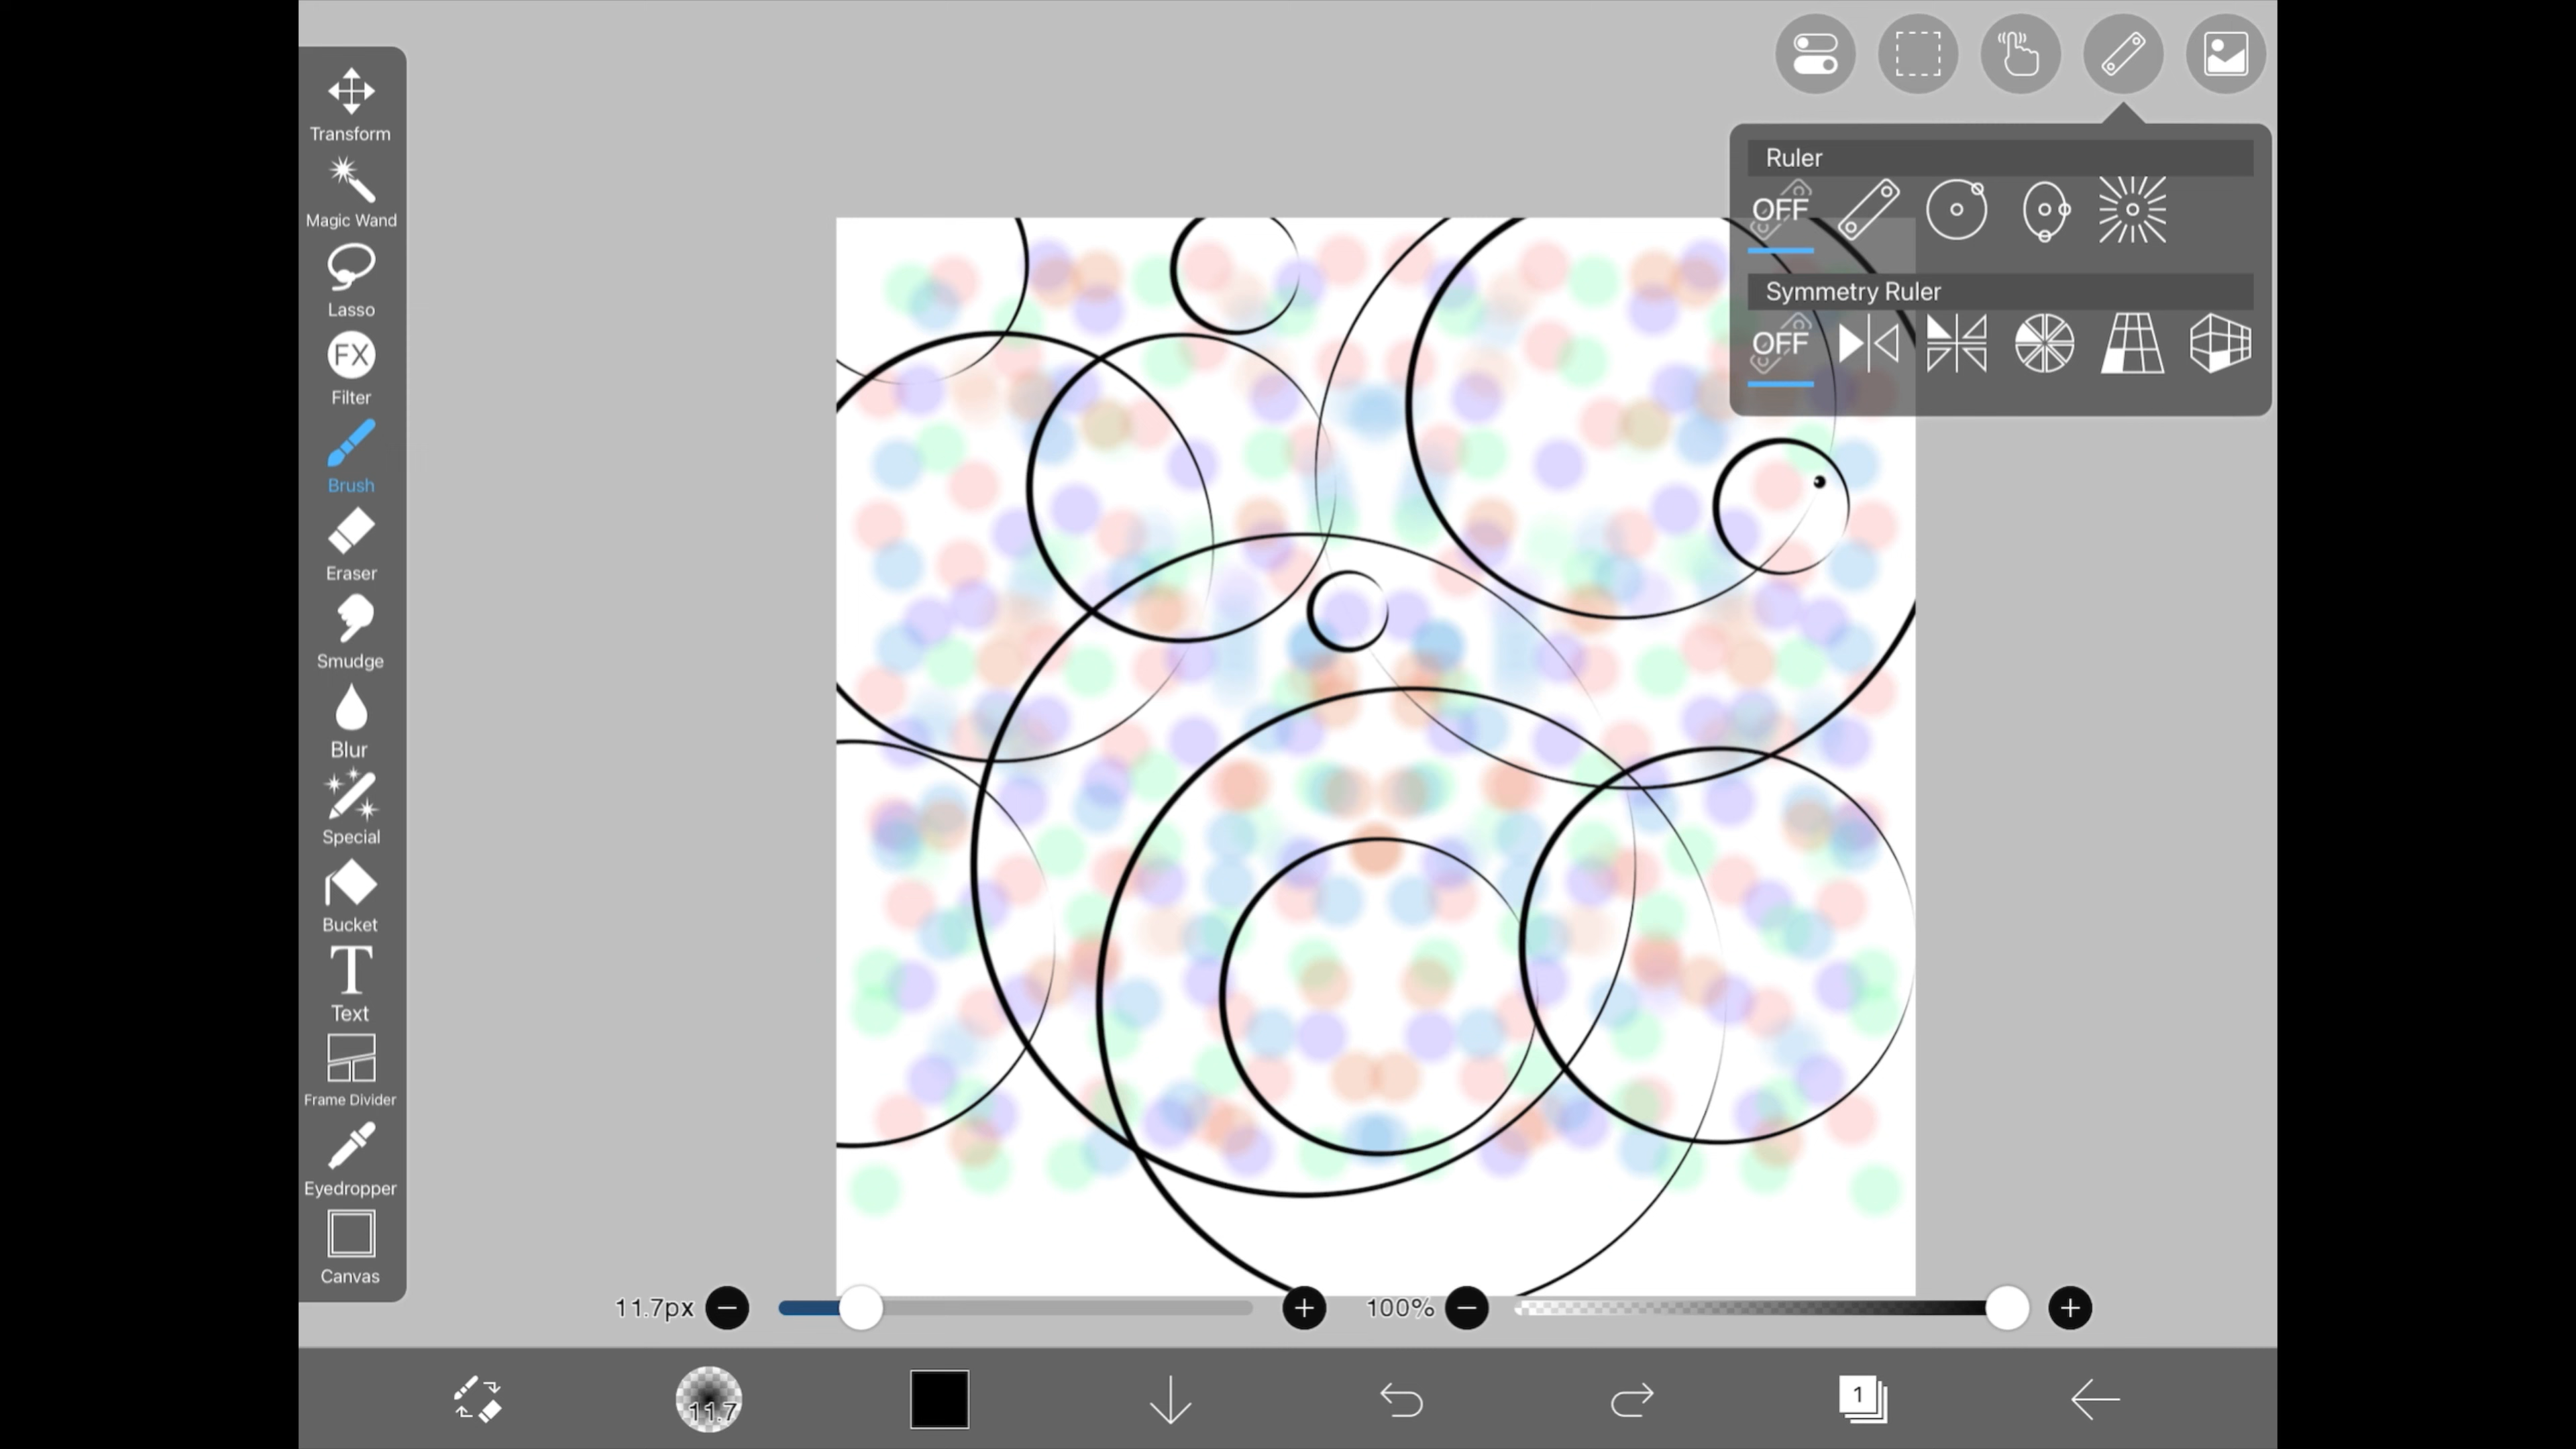 Transform
Magic Wand
Lasso
FX
Filter
Brush
Eraser
Smudge
Blur
Special
Bucket
T
Text
Frame Divider
Eyedropper
Canvas
Ruler
OFF
Symmetry Ruler
OFF
11.7px
100%
11.7
1